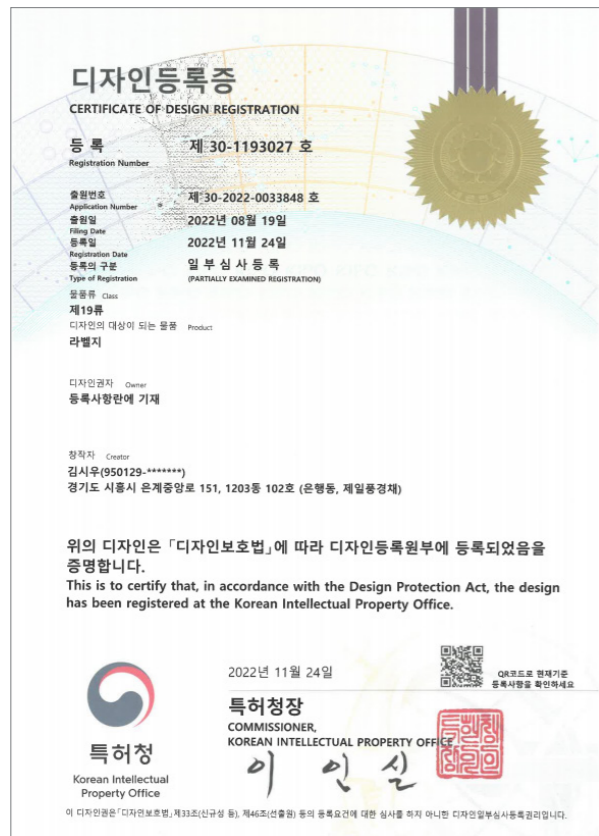 디자인등록증
CERTIFICATE OF DESIGN REGISTRATION
등 록 제 30-1193027 호
Registration Number
출원번호 제 30-2022-0033848 호
Application Number
출원일 2022년 08월 19일
Filing Date
등록일 2022년 11월 24일
Registration Date
등록의 구분 일 부 심 사 등 록
Type of Registration (PARTIALLY EXAMINED REGISTRATION)
물품류 Class
제19류
디자인의 대상이 되는 물품 Product
라벨지
디자인권자 Owner
등록사항란에 기재
창작자 Creator
김시우(950129-*******)
경기도 시흥시 은계중앙로 151, 1203동 102호 (은행동, 제일풍경채)
위의 디자인은 「디자인보호법」에 따라 디자인등록원부에 등록되었음을
증명합니다.
This is to certify that, in accordance with the Design Protection Act, the design
has been registered at the Korean Intellectual Property Office.
2022년 11월 24일
QR코드로 현재기준
등록사항을 확인하세요
특허청장
COMMISSIONER,
KOREAN INTELLECTUAL PROPERTY OFFICE
이 인 실
특허청
Korean Intellectual
Property Office
이 디자인권은 「디자인보호법」 제33조(신규성 등), 제46조(선출원) 등의 등록요건에 대한 심사를 하지 아니한 디자인일부심사등록권리입니다.